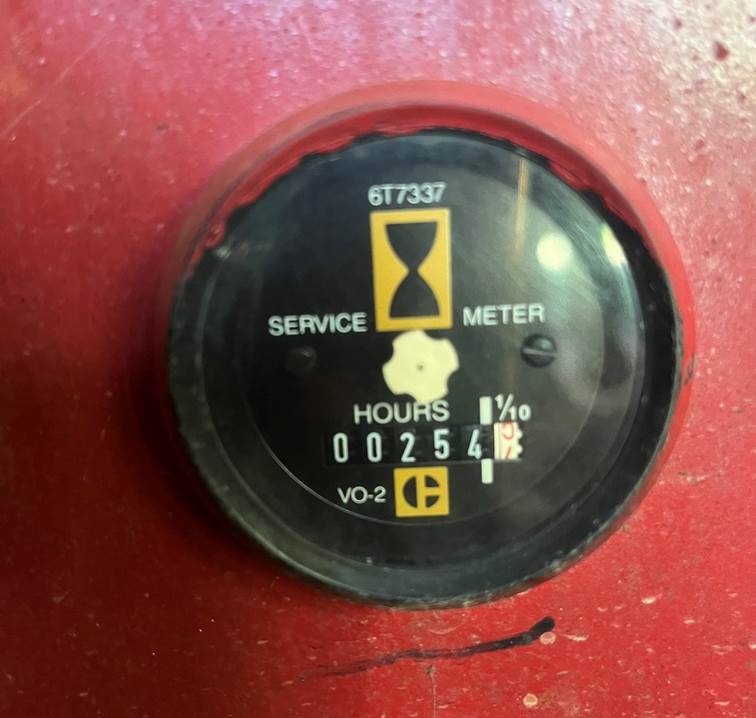 6T7337
SERVICE METER
HOURS 1/10
00254
VO-2